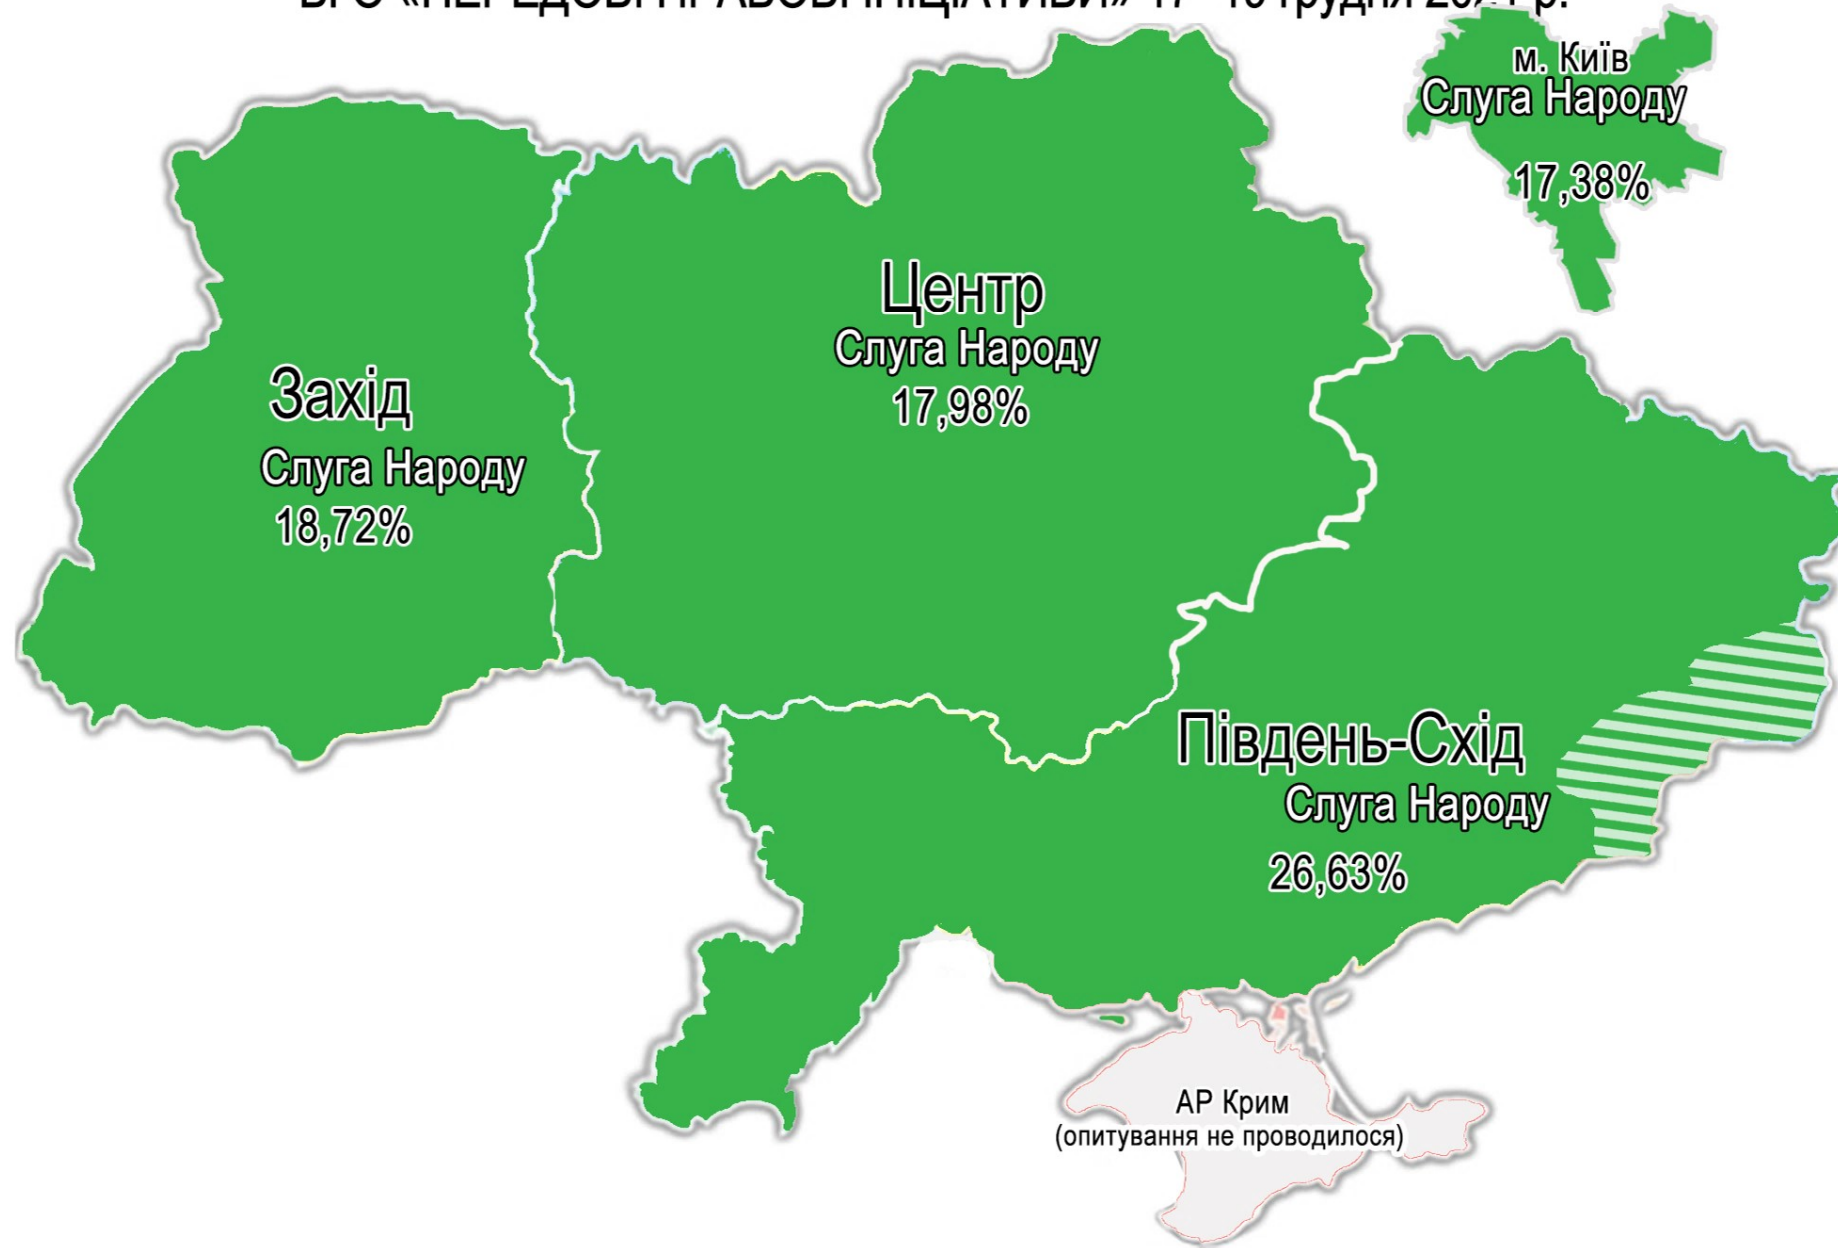 м. Київ
Слуга Народу
17,38%
Центр
Слуга Народу
17,98%
Захід
Слуга Народу
18,72%
Південь-Схід
Слуга Народу
26,63%
АР Крим
(опитування не проводилося)